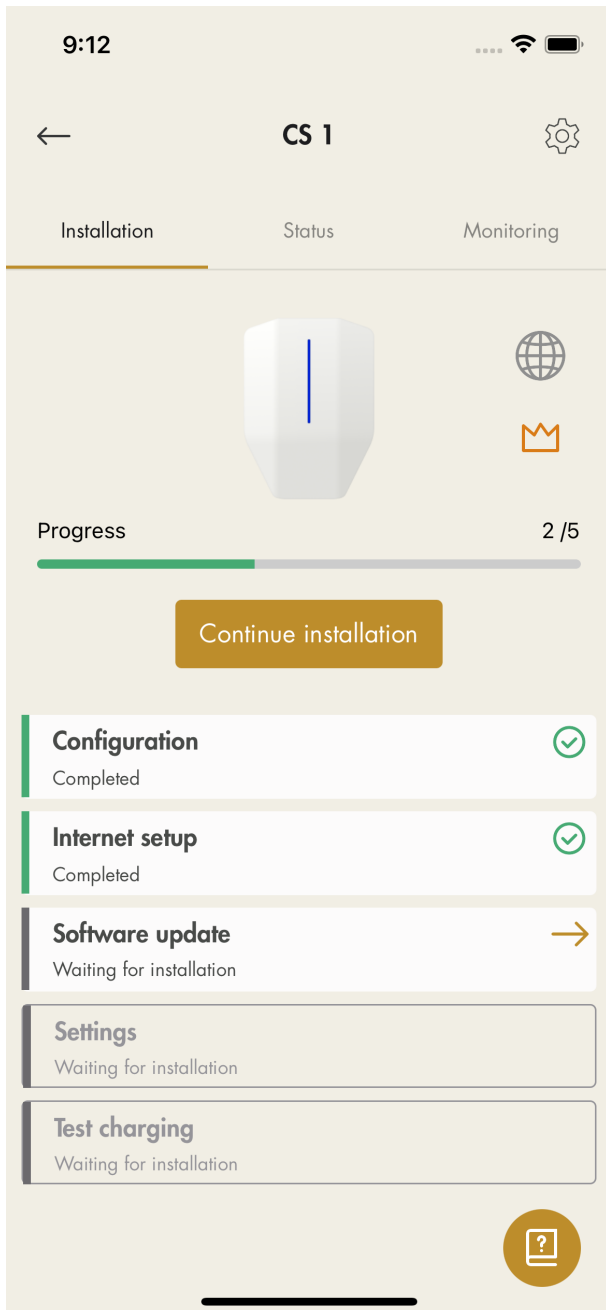 9:12
CS 1
Installation Status Monitoring
Progress 2 /5
Continue installation
Configuration
Completed
Internet setup
Completed
Software update
Waiting for installation
Settings
Waiting for installation
Test charging
Waiting for installation
?